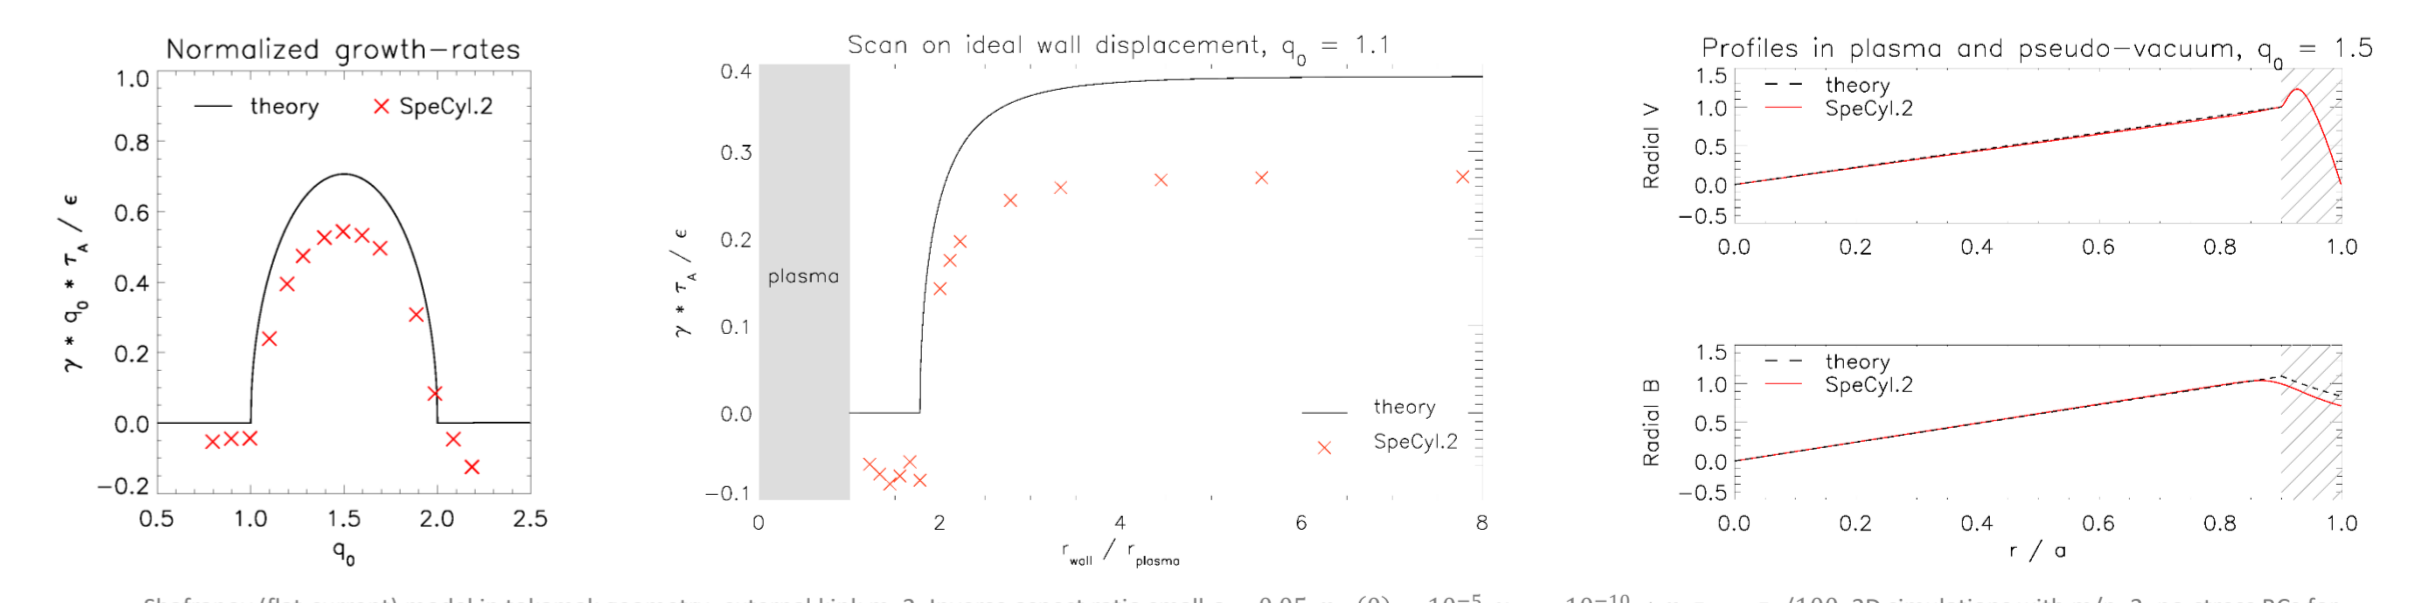 Normalized growth-rates
1.0
0.8
0.6
0.4
0.2
0.0
-0.2
theory
SpeCyl.2
γ * q₀ * τ_A / ε
0.5 1.0 1.5 2.0 2.5
q₀
Scan on ideal wall displacement, q₀ = 1.1
0.4
0.3
0.2
0.1
0.0
-0.1
plasma
theory
SpeCyl.2
γ * τ_A / ε
0 2 4 6 8
r_wall / r_plasma
Profiles in plasma and pseudo-vacuum, q₀ = 1.5
1.5
1.0
0.5
0.0
-0.5
theory
SpeCyl.2
Radial V
0.0 0.2 0.4 0.6 0.8 1.0
1.5
1.0
0.5
0.0
-0.5
theory
SpeCyl.2
Radial B
0.0 0.2 0.4 0.6 0.8 1.0
r / a